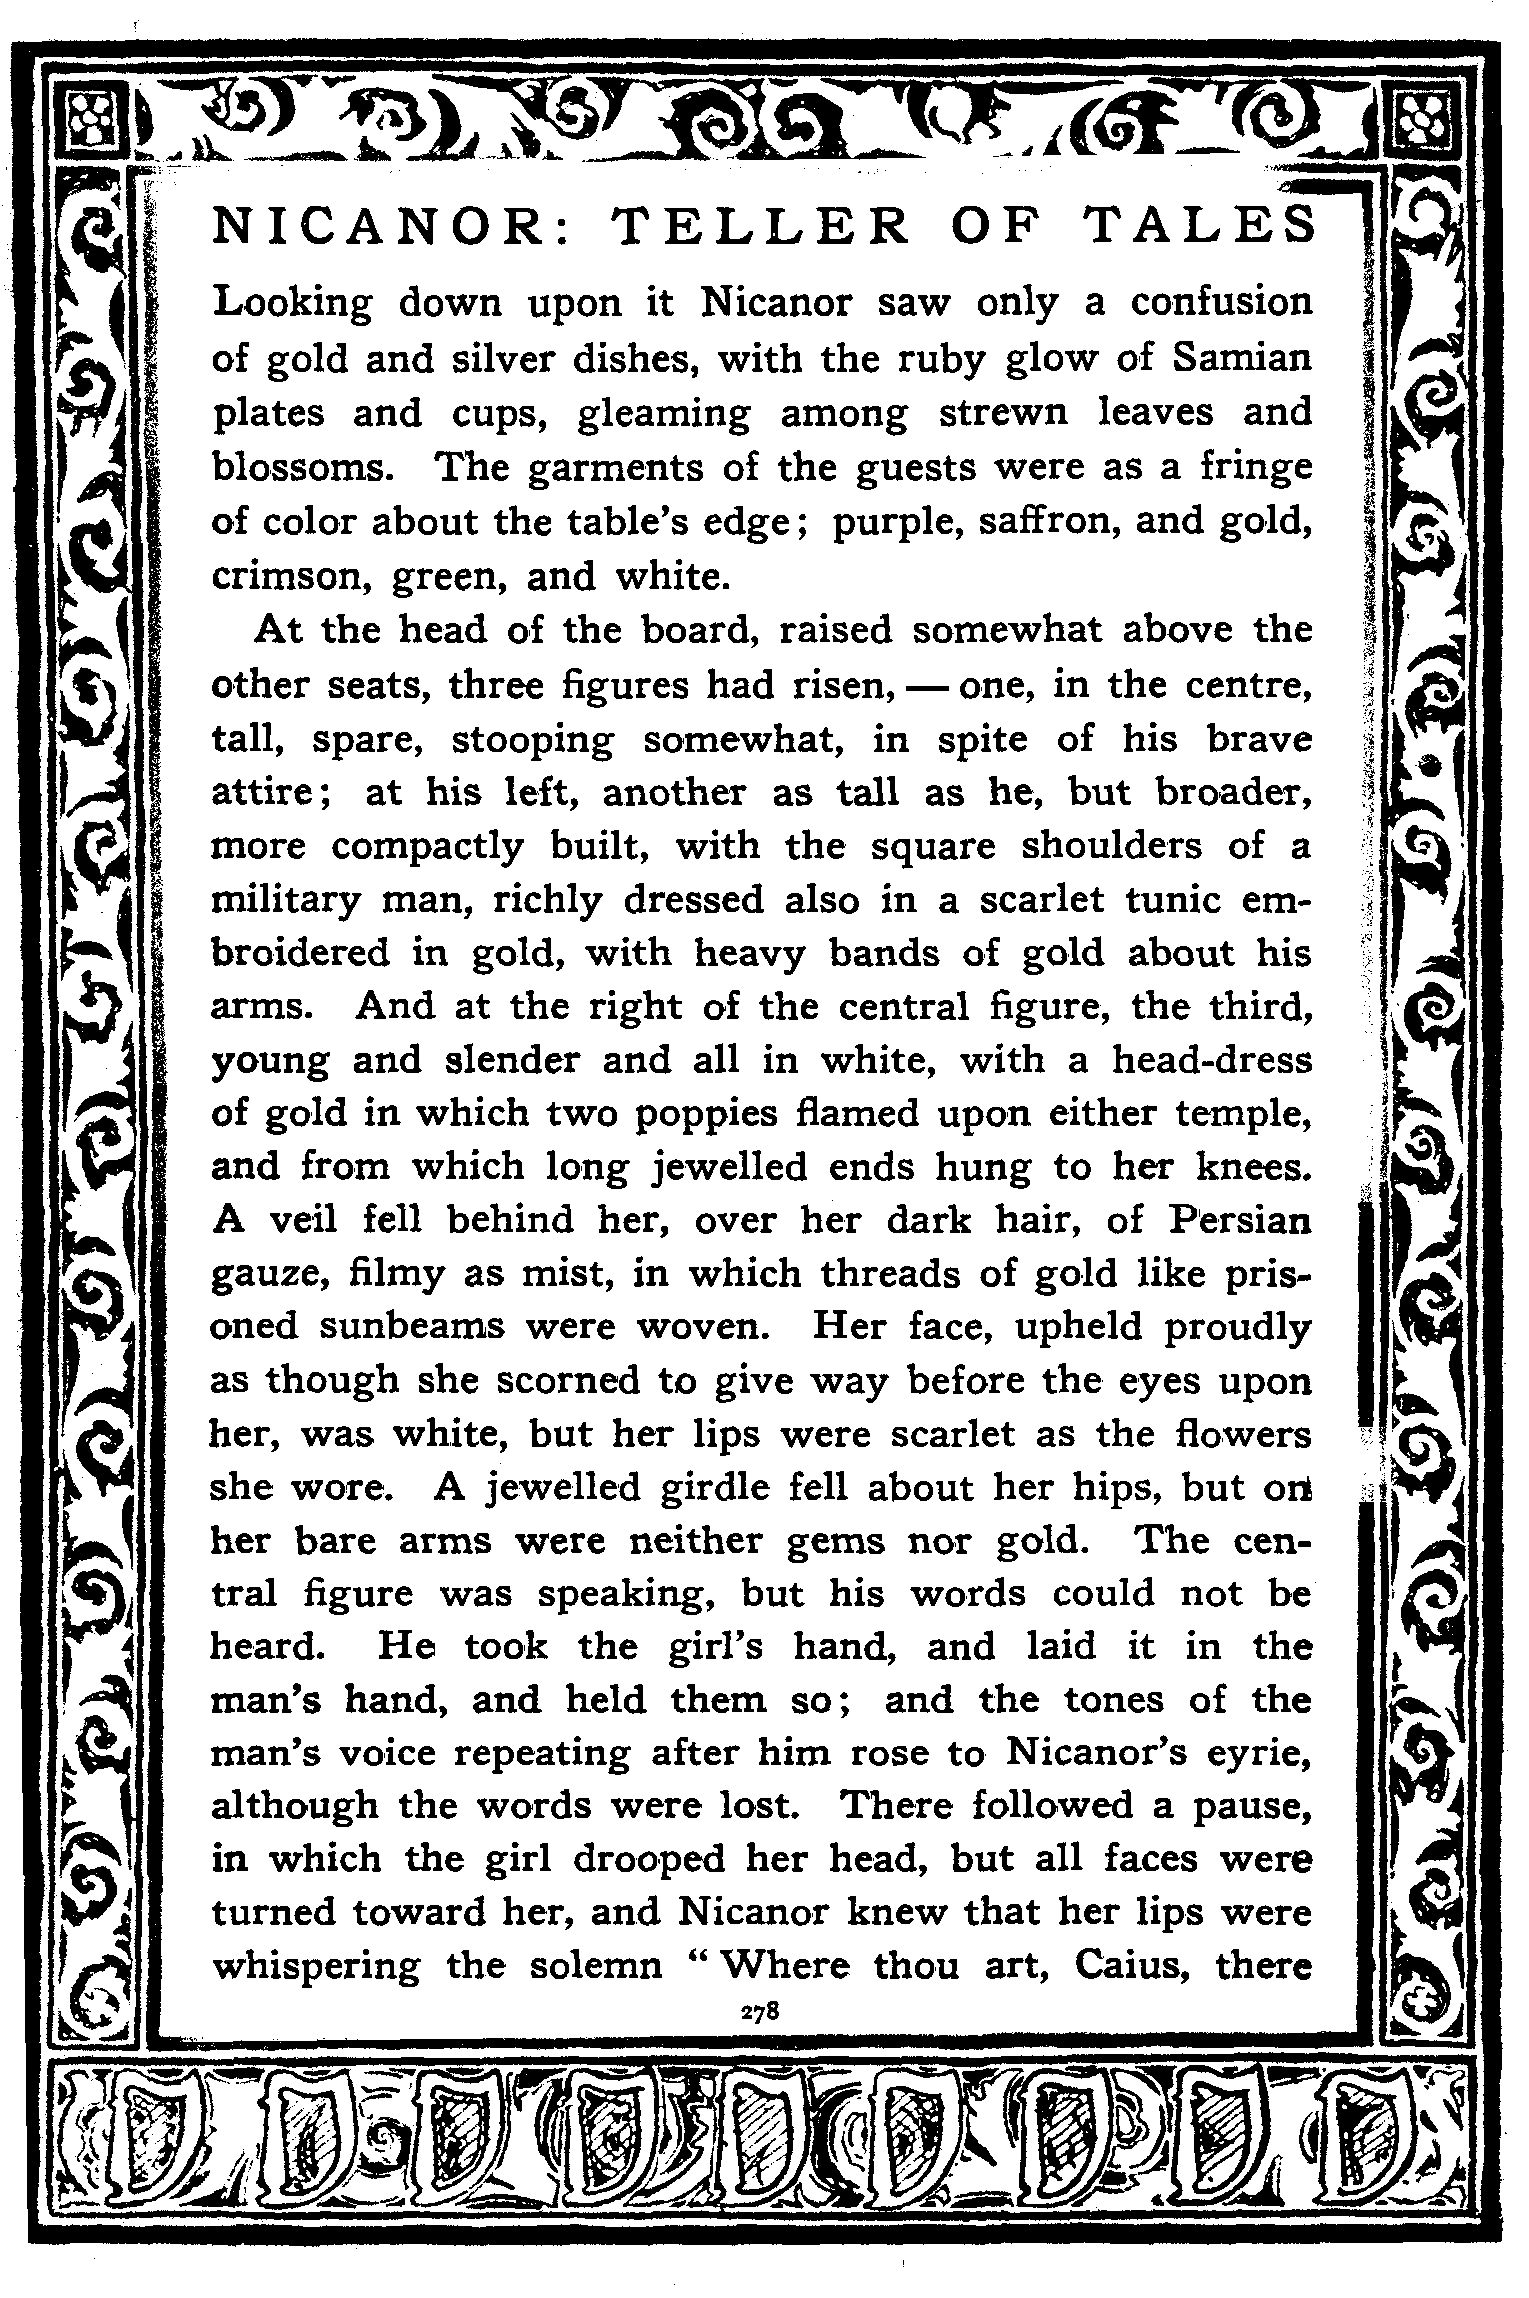 NICANOR: TELLER OF TALES
Looking down upon it Nicanor saw only a confusion
of gold and silver dishes, with the ruby glow of Samian
plates and cups, gleaming among strewn leaves and
blossoms. The garments of the guests were as a fringe
of color about the table's edge; purple, saffron, and gold,
crimson, green, and white.
At the head of the board, raised somewhat above the
other seats, three figures had risen, — one, in the centre,
tall, spare, stooping somewhat, in spite of his brave
attire; at his left, another as tall as he, but broader,
more compactly built, with the square shoulders of a
military man, richly dressed also in a scarlet tunic em-
broidered in gold, with heavy bands of gold about his
arms. And at the right of the central figure, the third,
young and slender and all in white, with a head-dress
of gold in which two poppies flamed upon either temple,
and from which long jewelled ends hung to her knees.
A veil fell behind her, over her dark hair, of Persian
gauze, filmy as mist, in which threads of gold like pris-
oned sunbeams were woven. Her face, upheld proudly
as though she scorned to give way before the eyes upon
her, was white, but her lips were scarlet as the flowers
she wore. A jewelled girdle fell about her hips, but on
her bare arms were neither gems nor gold. The cen-
tral figure was speaking, but his words could not be
heard. He took the girl's hand, and laid it in the
man's hand, and held them so; and the tones of the
man's voice repeating after him rose to Nicanor's eyrie,
although the words were lost. There followed a pause,
in which the girl drooped her head, but all faces were
turned toward her, and Nicanor knew that her lips were
whispering the solemn “Where thou art, Caius, there
278